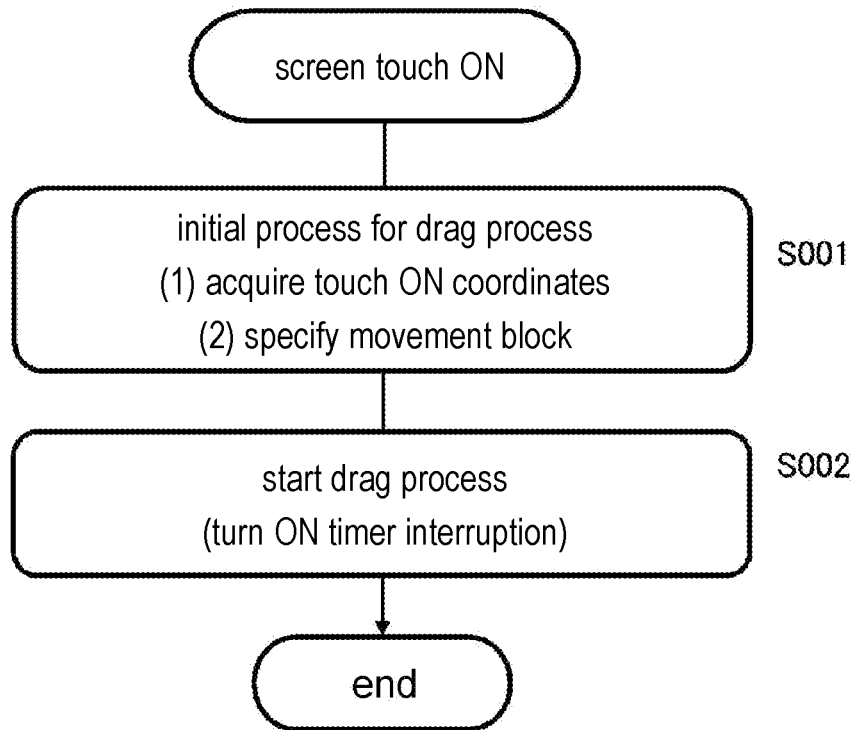 screen touch ON
initial process for drag process
(1) acquire touch ON coordinates
(2) specify movement block
S001
start drag process
(turn ON timer interruption)
S002
end